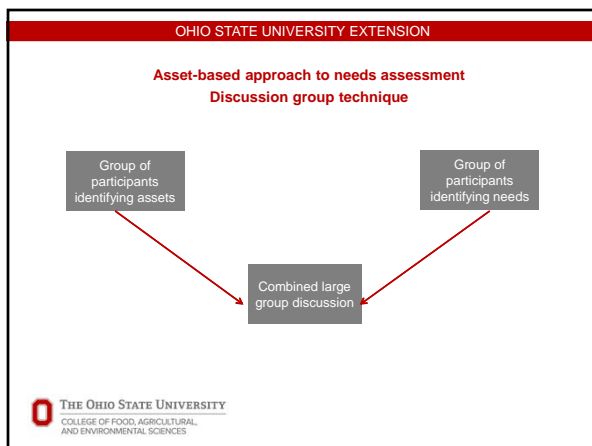 OHIO STATE UNIVERSITY EXTENSION
Asset-based approach to needs assessment
Discussion group technique
Group of
participants
identifying assets
Group of
participants
identifying needs
Combined large
group discussion
THE OHIO STATE UNIVERSITY
COLLEGE OF FOOD, AGRICULTURAL,
AND ENVIRONMENTAL SCIENCES